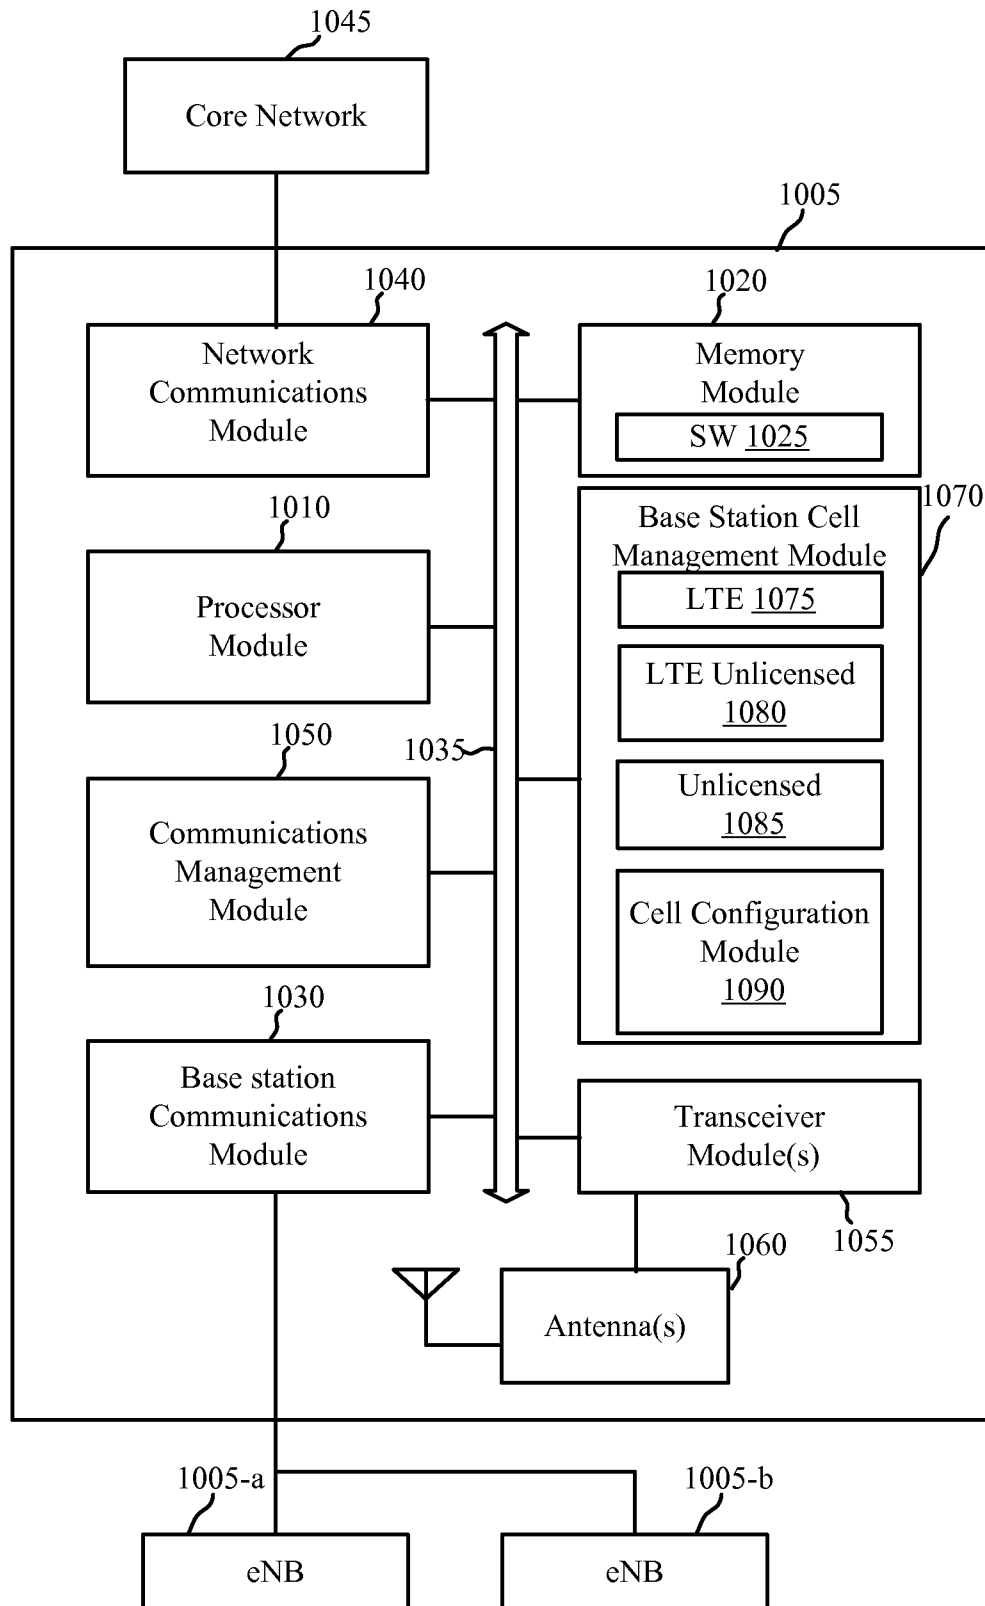 1045
Core Network
1005
1040
Network
Communications
Module
1020
Memory
Module
SW 1025
1010
Processor
Module
1070
Base Station Cell
Management Module
LTE 1075
LTE Unlicensed
1080
Unlicensed
1085
Cell Configuration
Module
1090
1035
1050
Communications
Management
Module
1030
Base station
Communications
Module
Transceiver
Module(s)
1055
1060
Antenna(s)
1005-a
eNB
1005-b
eNB